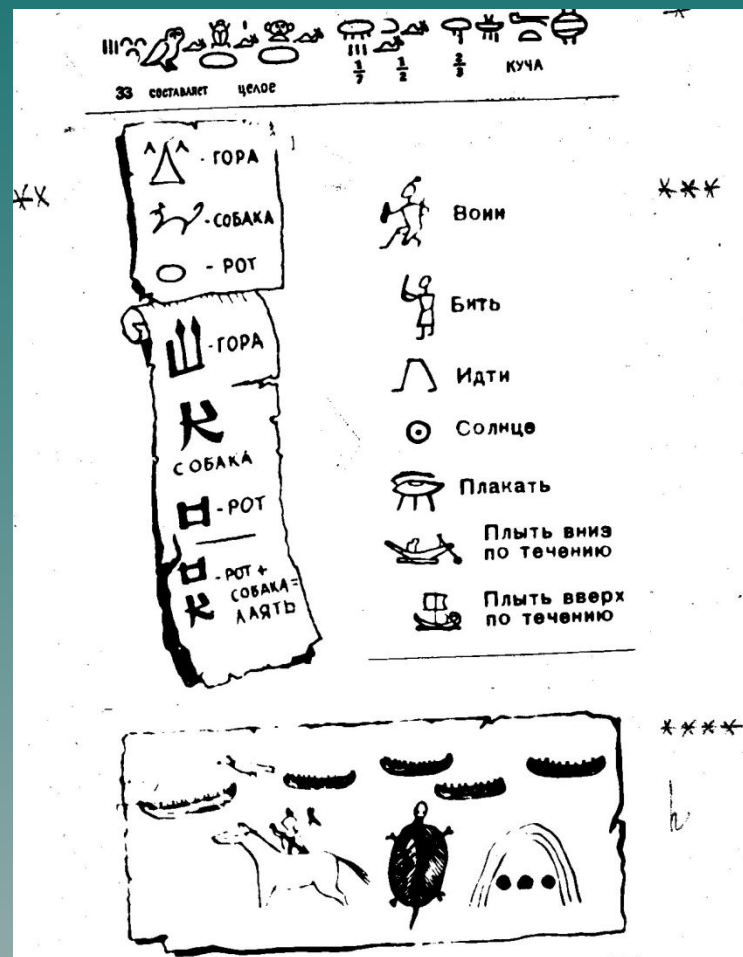 1/7 1/2 2/3 КУЧА
33 СОСТАВЛЯЕТ ЦЕЛОЕ
- ГОРА
- СОБАКА
- РОТ
- ГОРА
СОБАКА
- РОТ
- РОТ +
СОБАКА =
ЛАЯТЬ
Воин
Бить
Идти
Солнце
Плакать
Плыть вниз
по течению
Плыть вверх
по течению